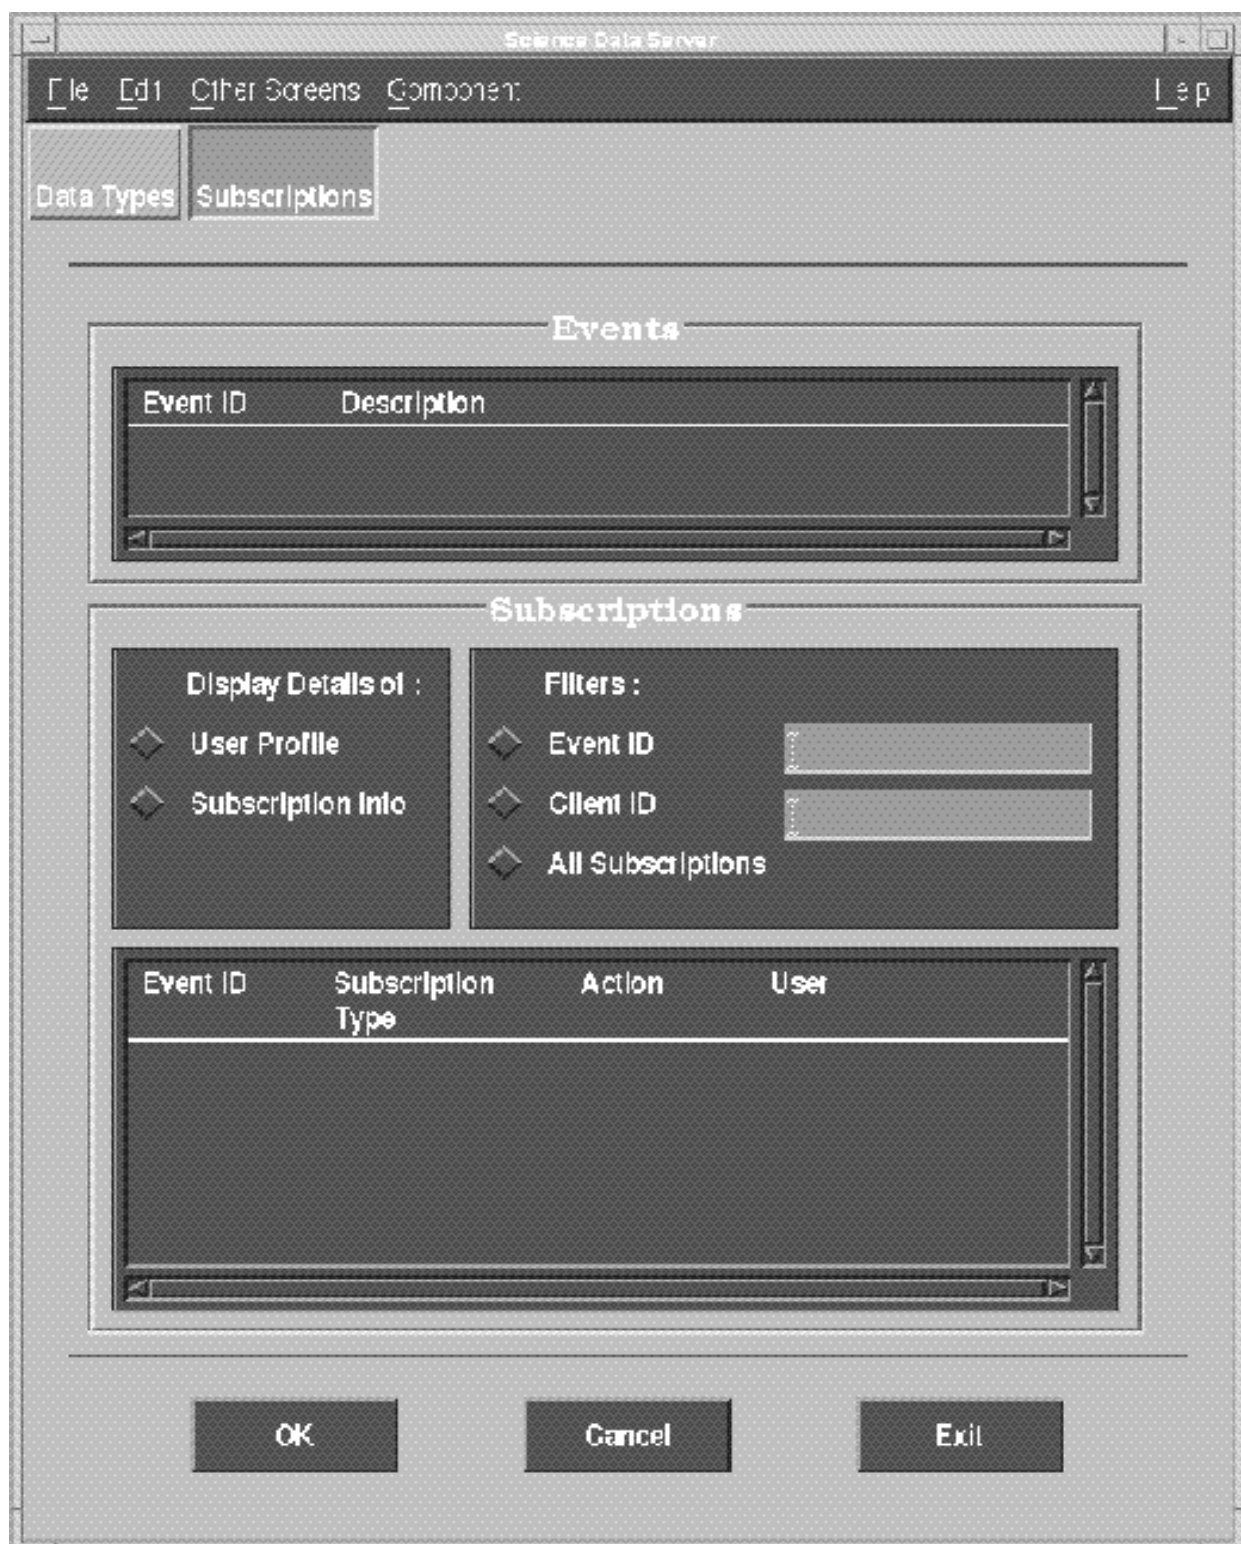 Science Data Server
File Edit Other Screens Component Help
Data Types Subscriptions
Events
Event ID Description
Subscriptions
Display Details of : Filters :
User Profile Event ID
Subscription Info Client ID
All Subscriptions
Event ID Subscription Action User
Type
OK Cancel Exit